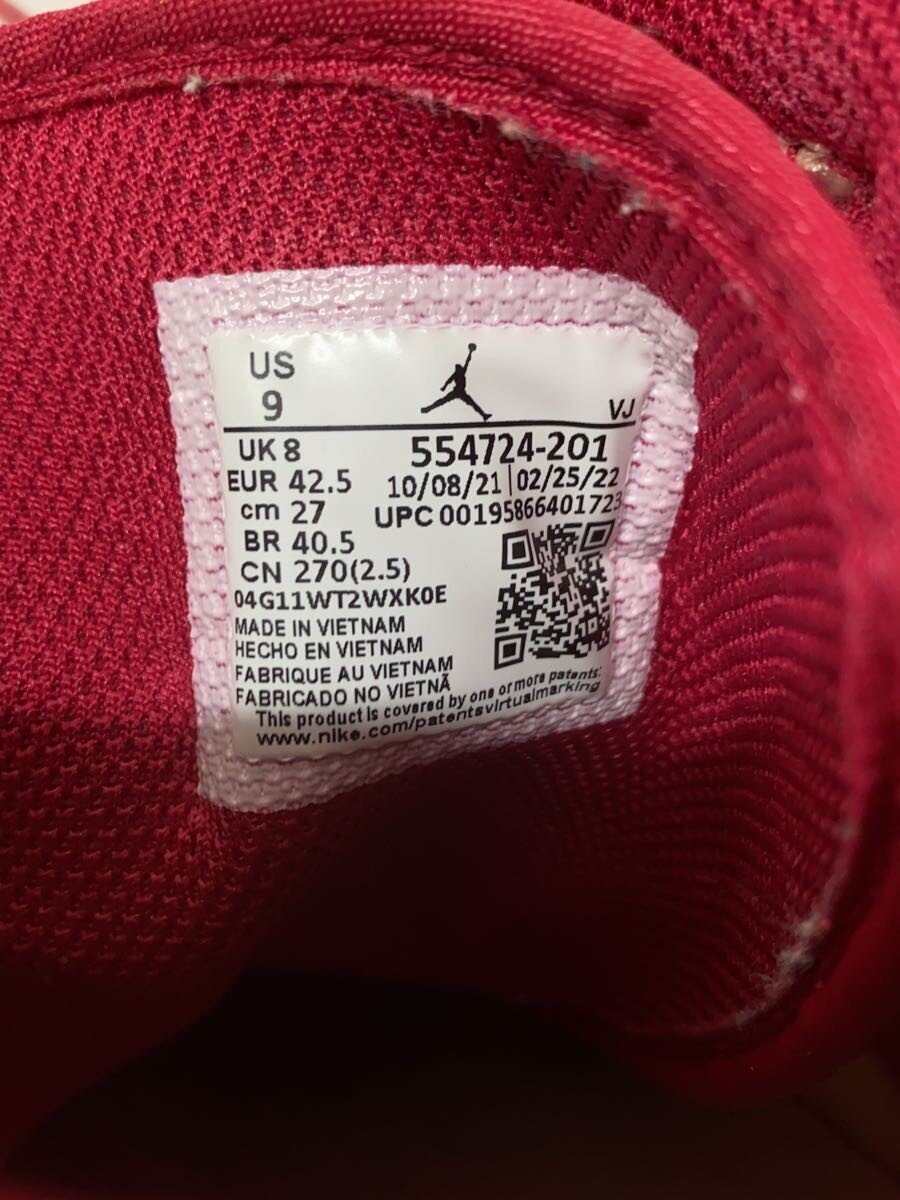 US
9
VJ
UK 8
554724-201
EUR 42.5
10/08/21 | 02/25/22
cm 27
UPC 00195866401723
BR 40.5
CN 270(2.5)
04G11WT2WXK0E
MADE IN VIETNAM
HECHO EN VIETNAM
FABRIQUE AU VIETNAM
FABRICADO NO VIETNÃ
This product is covered by one or more patents:
www.nike.com/patentsvirtualmarking